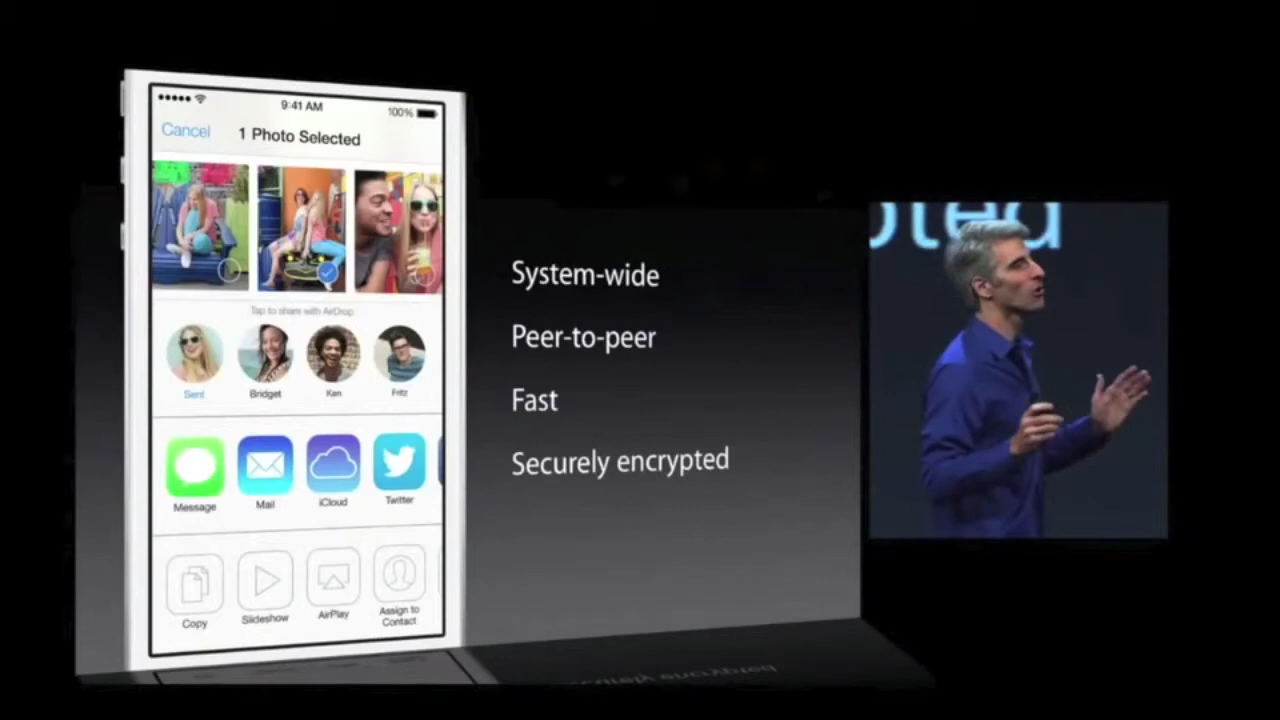 9:41 AM
100%
Cancel
1 Photo Selected
Tap to share with AirDrop
Sent
Bridget
Ken
Fritz
Message
Mail
iCloud
Twitter
Copy
Slideshow
AirPlay
Assign to
Contact
System-wide
Peer-to-peer
Fast
Securely encrypted
pted